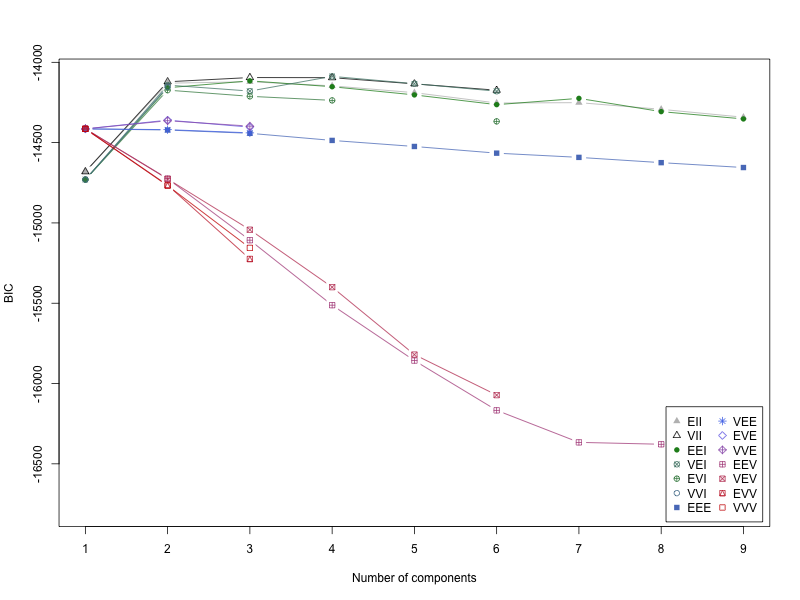 -14000
-14500
-15000
-15500
-16000
-16500
BIC
1 2 3 4 5 6 7 8 9
Number of components
EII VEE
VII EVE
EEI VVE
VEI EEV
EVI VEV
VVI EVV
EEE VVV